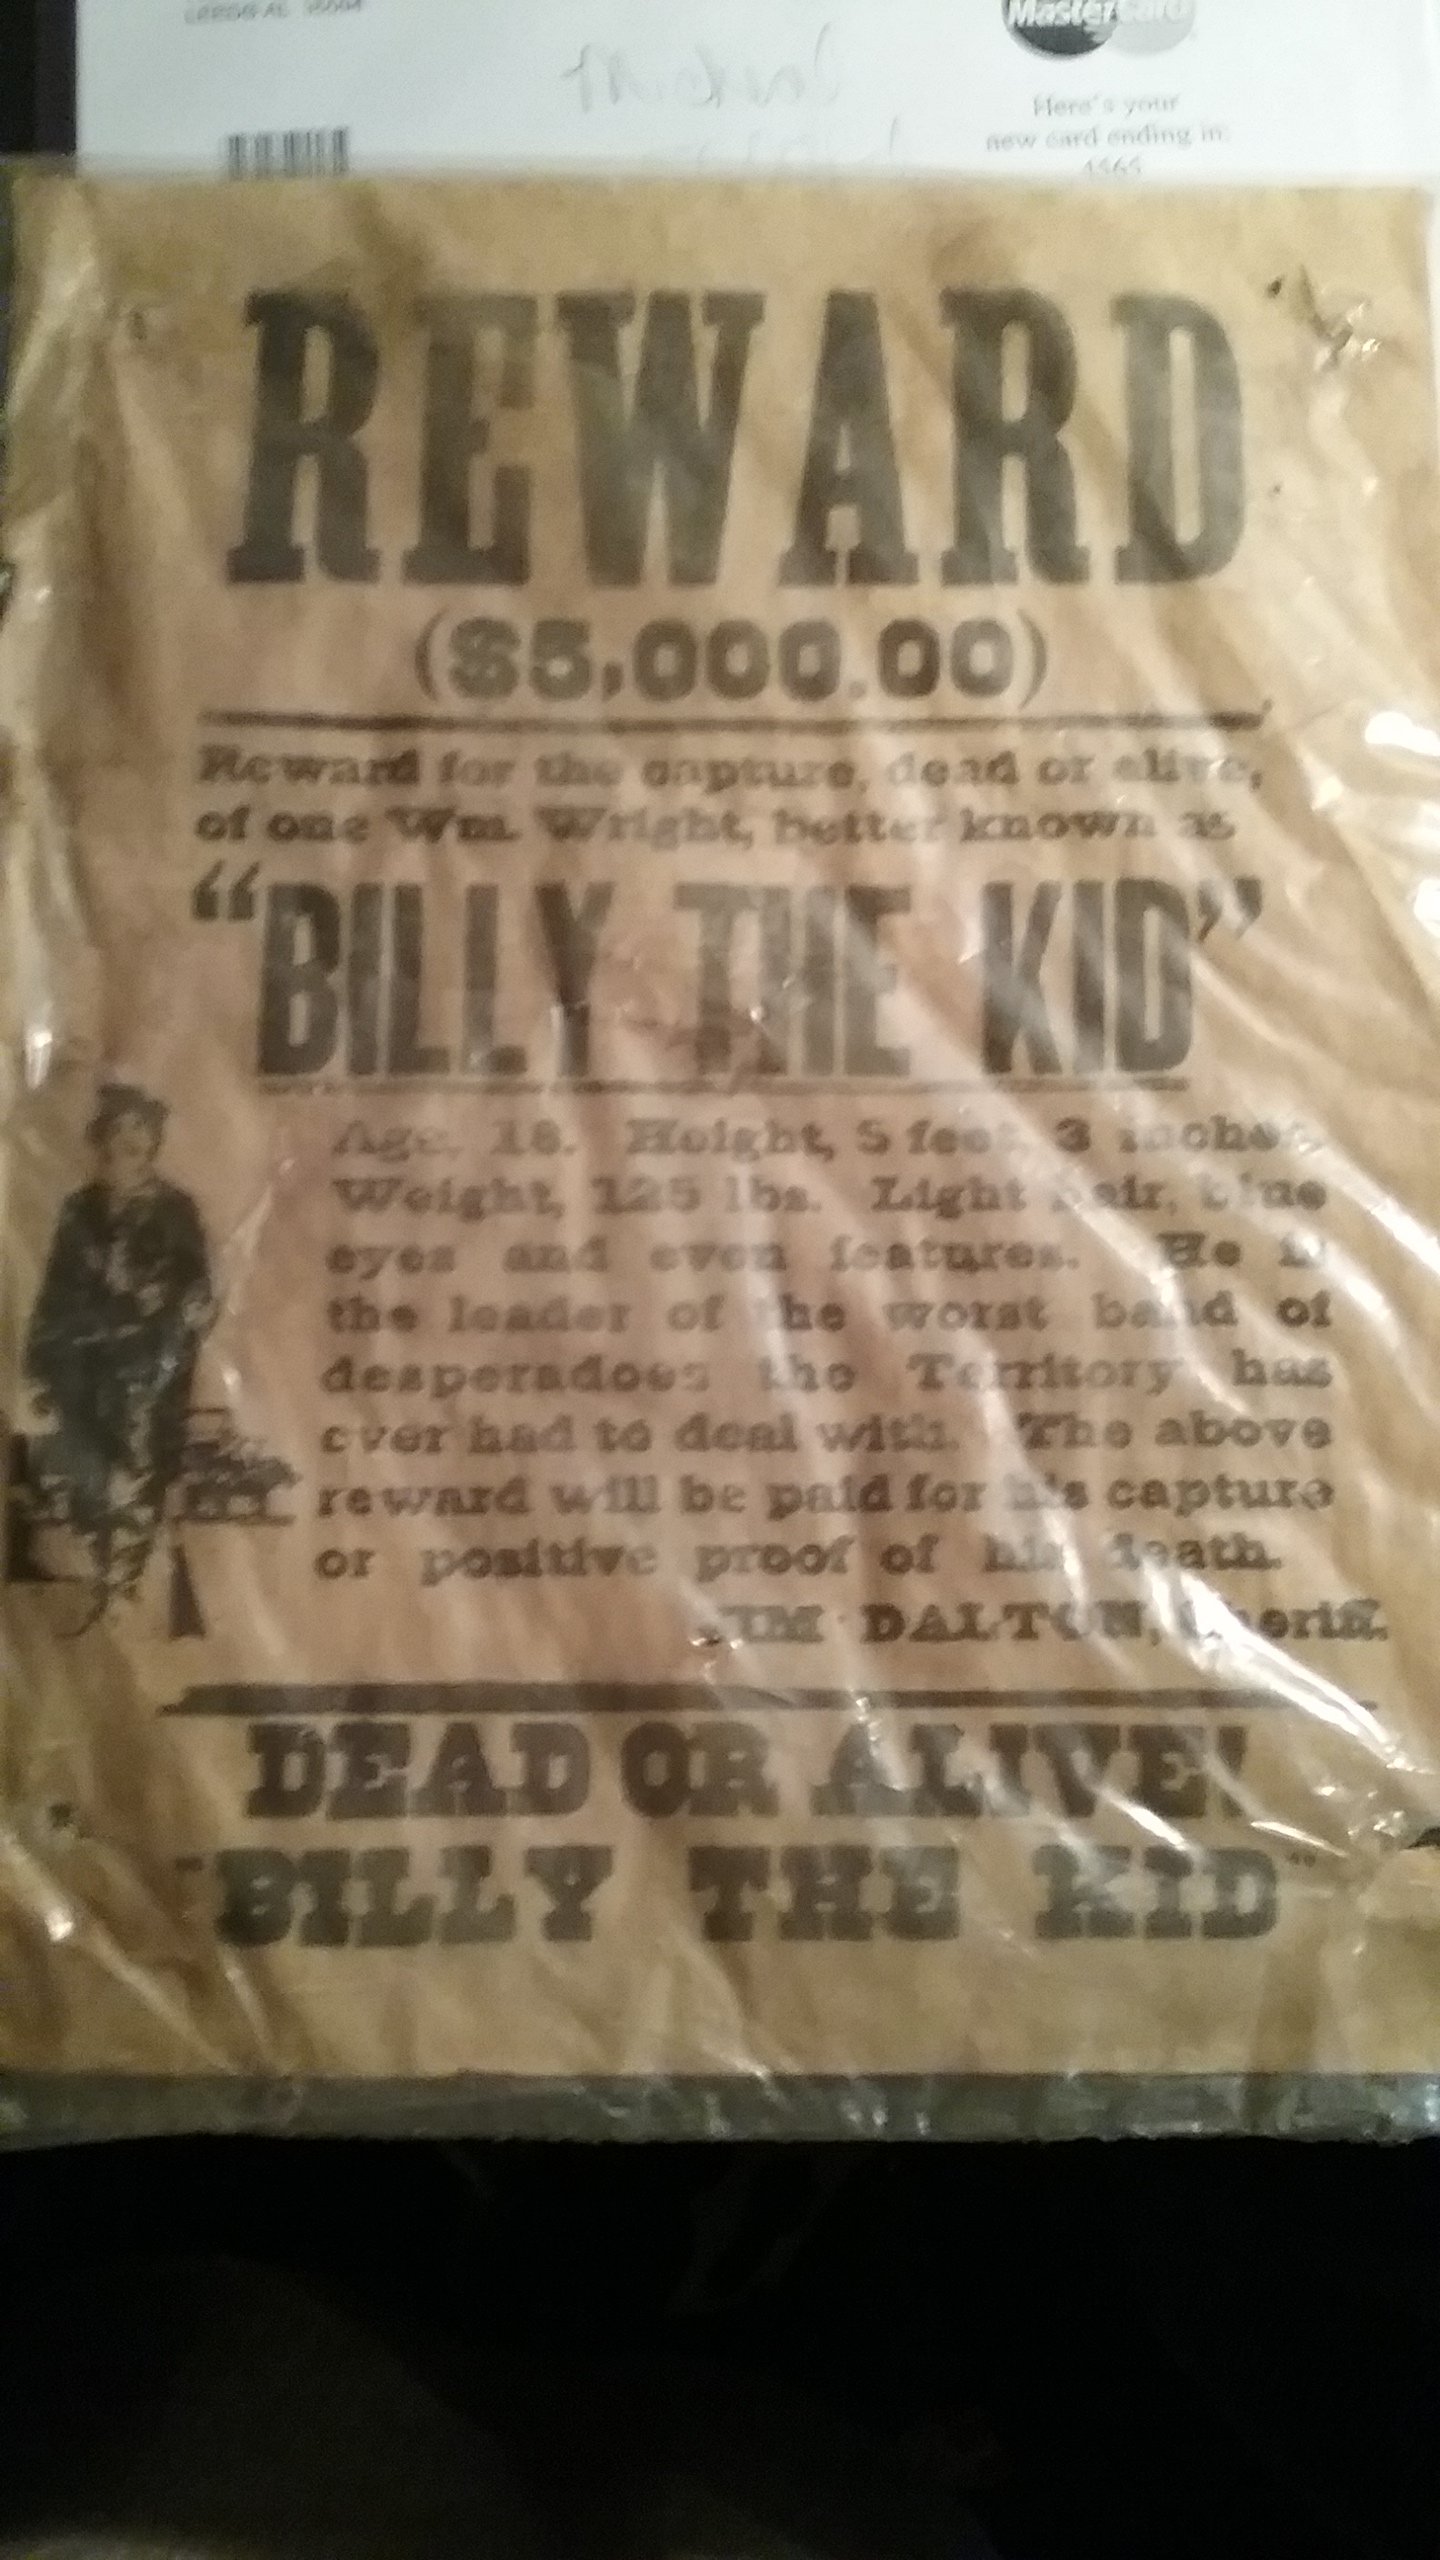 MasterCard
Here's your
new card ending in:
REWARD
($5,000.00)
Reward for the capture, dead or alive,
of one Wm. Wright, better known as
“BILLY THE KID”
Age, 18. Height, 5 feet, 3 inches.
Weight, 125 lbs. Light hair, blue
eyes and even features. He is
the leader of the worst band of
desperadoes the Territory has
ever had to deal with. The above
reward will be paid for his capture
or positive proof of his death.
JIM DALTON, Sheriff.
DEAD OR ALIVE!
"BILLY THE KID"